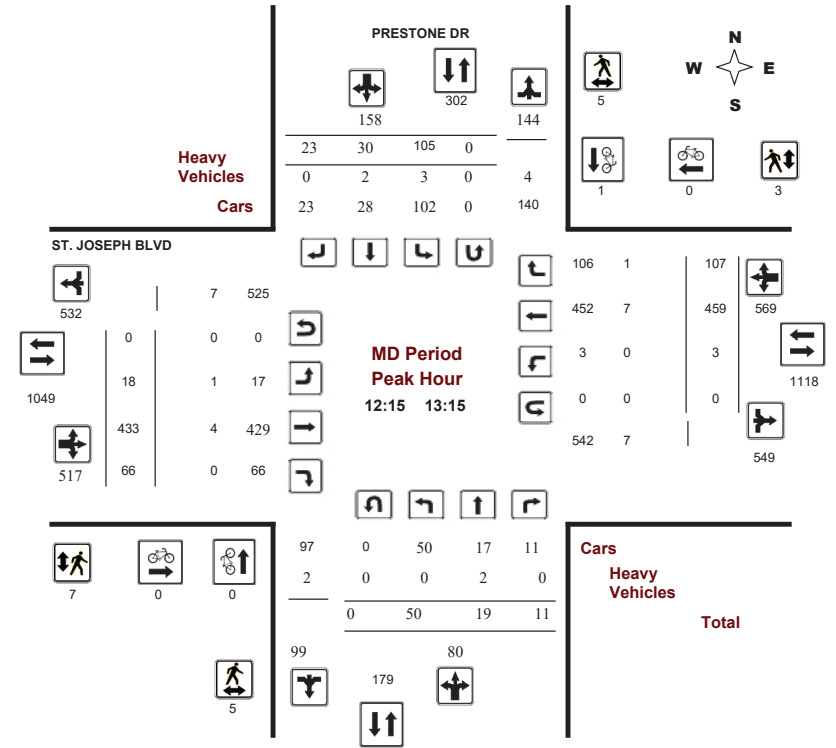 PRESTONE DR
N
W E
S
302
5
158 144
23 30 105 0
Heavy
Vehicles 0 2 3 0 4
Cars 23 28 102 0 140
1 0 3
ST. JOSEPH BLVD
532
7 525
0 0 0
1049
18 1 17
433 4 429
517
66 0 66
MD Period
Peak Hour
12:15 13:15
106 1 107
452 7 459 569
3 0 3
1118
0 0 0
542 7
549
97 0 50 17 11 Cars
2 0 0 2 0 Heavy
Vehicles
0 50 19 11 Total
7 0 0
99 80
179
5